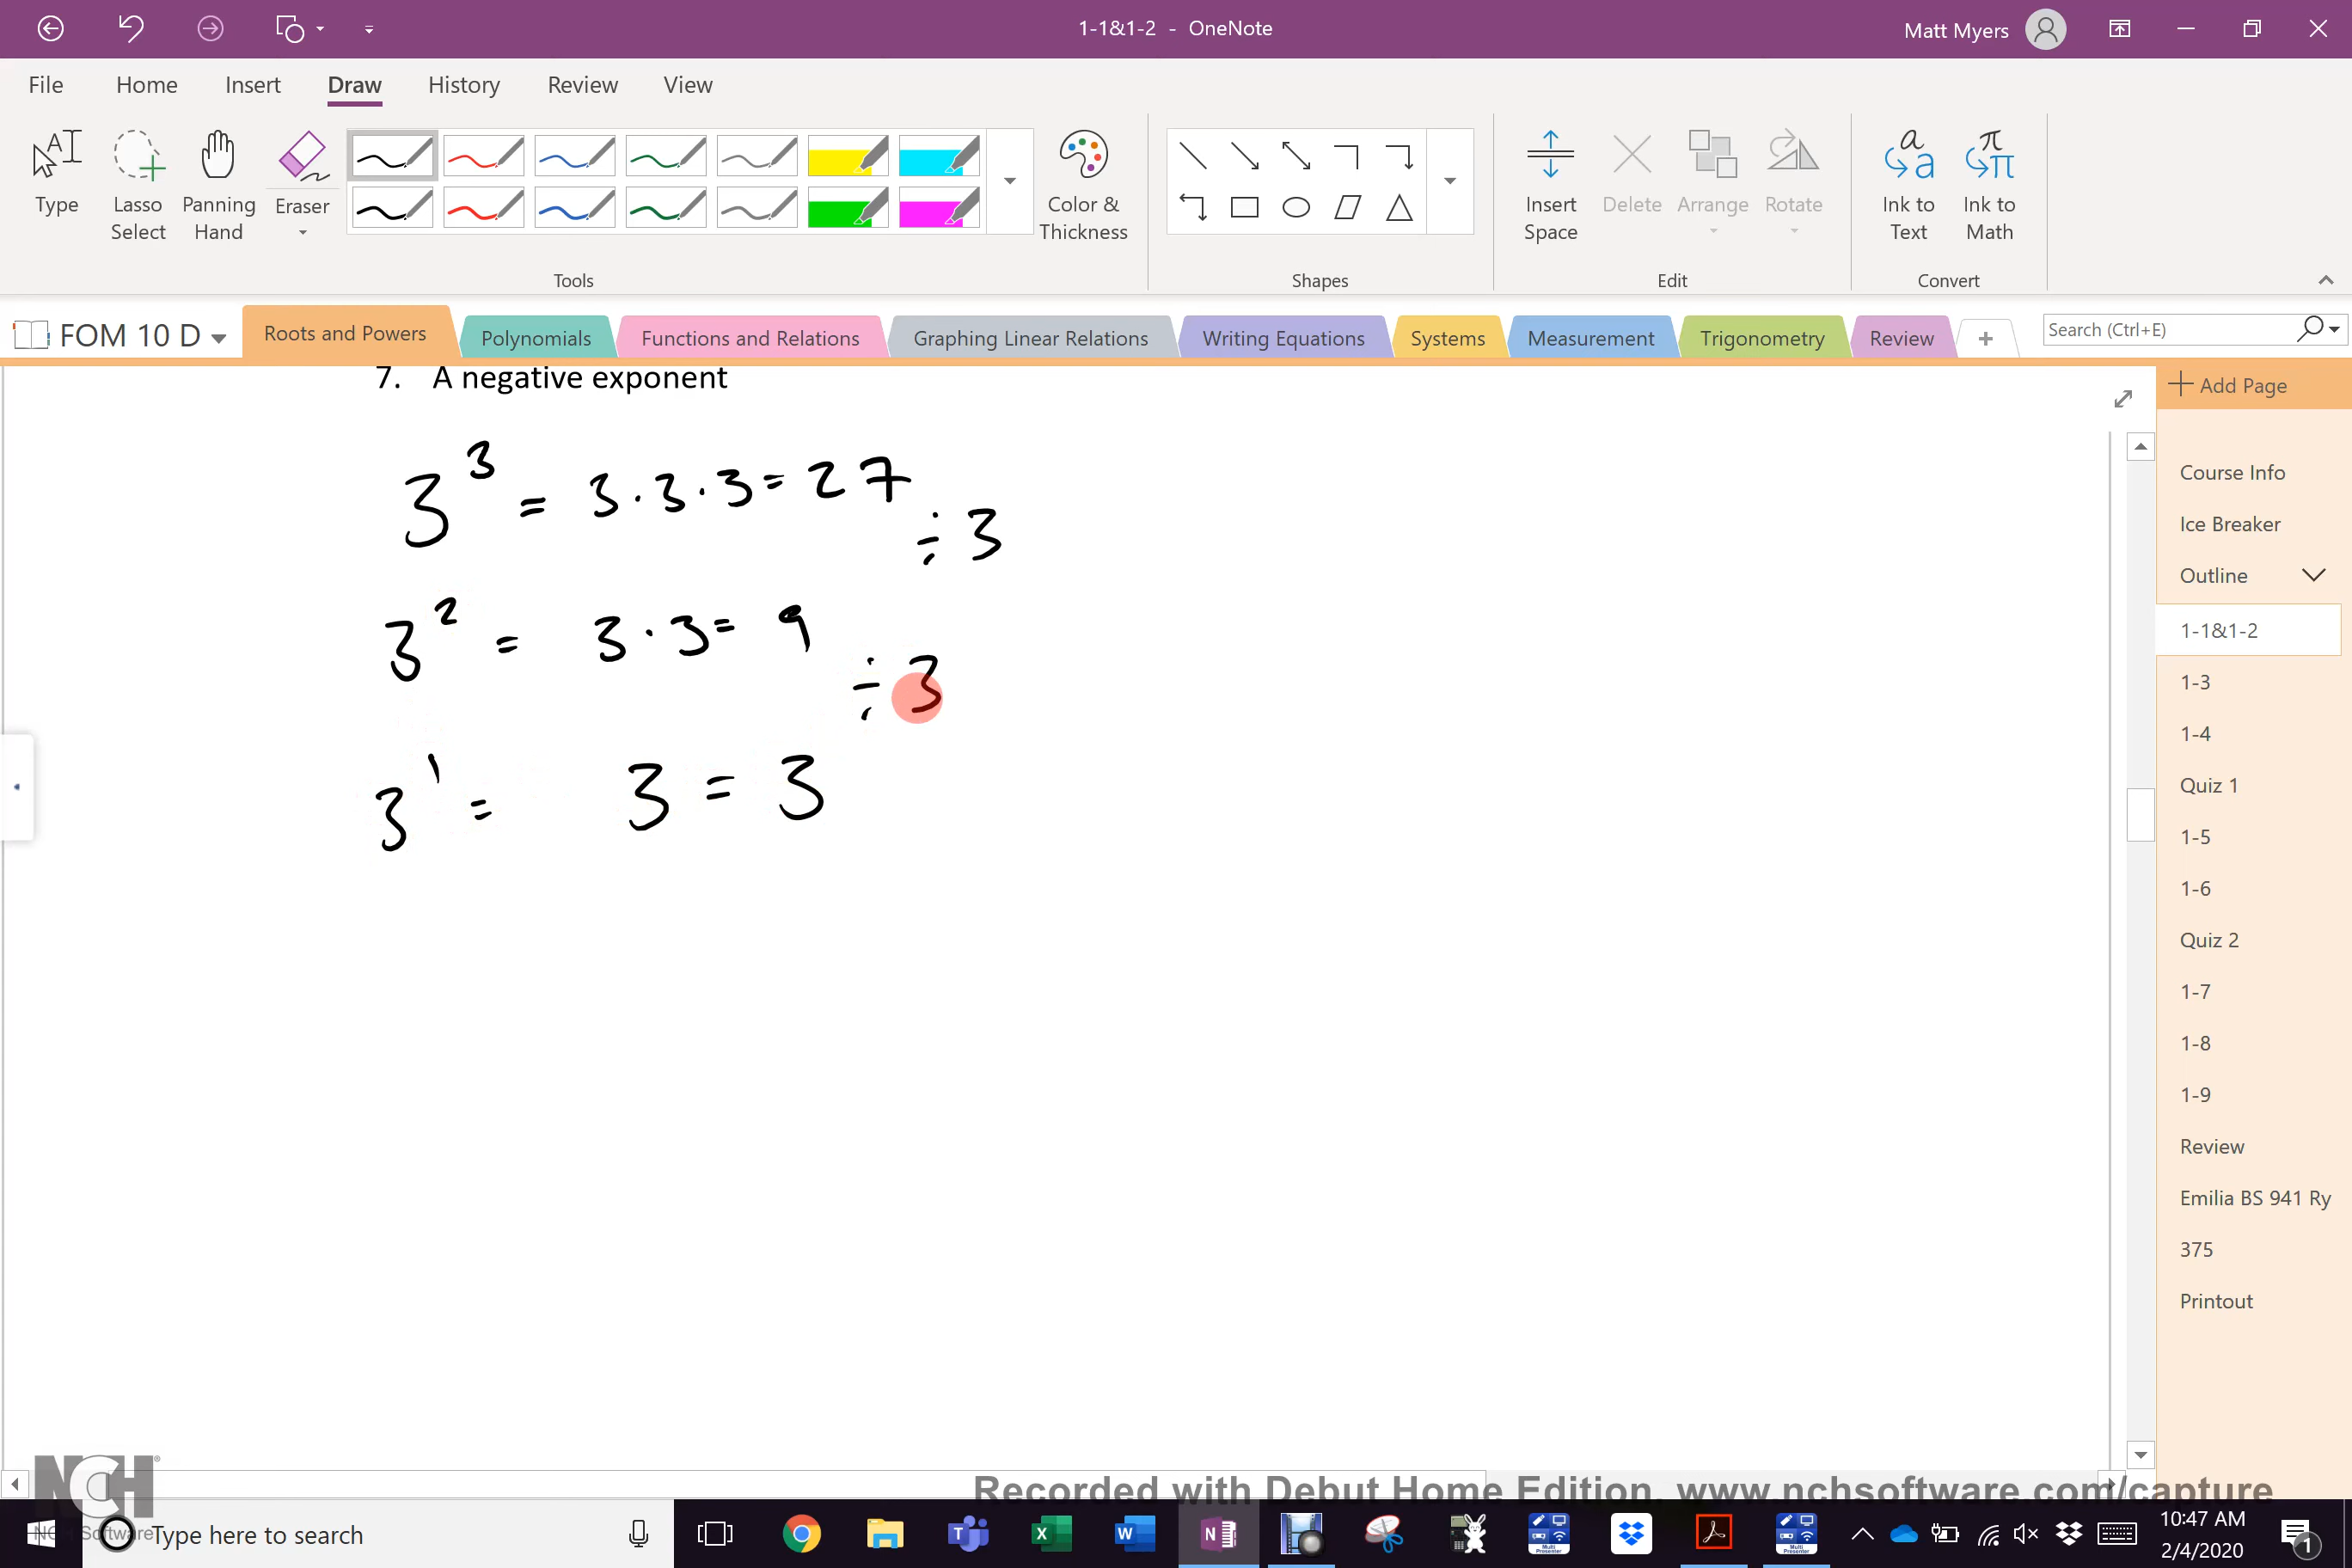 1-1&1-2 - OneNote
Matt Myers
File Home Insert Draw History Review View
Type
Lasso Select
Panning Hand
Eraser
Color & Thickness
Insert Space
Delete
Arrange
Rotate
Ink to Text
Ink to Math
Tools
Shapes
Edit
Convert
FOM 10 D
Roots and Powers
Polynomials
Functions and Relations
Graphing Linear Relations
Writing Equations
Systems
Measurement
Trigonometry
Review
+
Search (Ctrl+E)
7. A negative exponent
3³ = 3·3·3 = 27
÷ 3
3² = 3·3 = 9
÷ 3
3¹ = 3 = 3
Add Page
Course Info
Ice Breaker
Outline
1-1&1-2
1-3
1-4
Quiz 1
1-5
1-6
Quiz 2
1-7
1-8
1-9
Review
Emilia BS 941 Ry
375
Printout
NCH
Recorded with Debut Home Edition. www.nchsoftware.com/capture
NCH Software
Type here to search
10:47 AM
2/4/2020
1